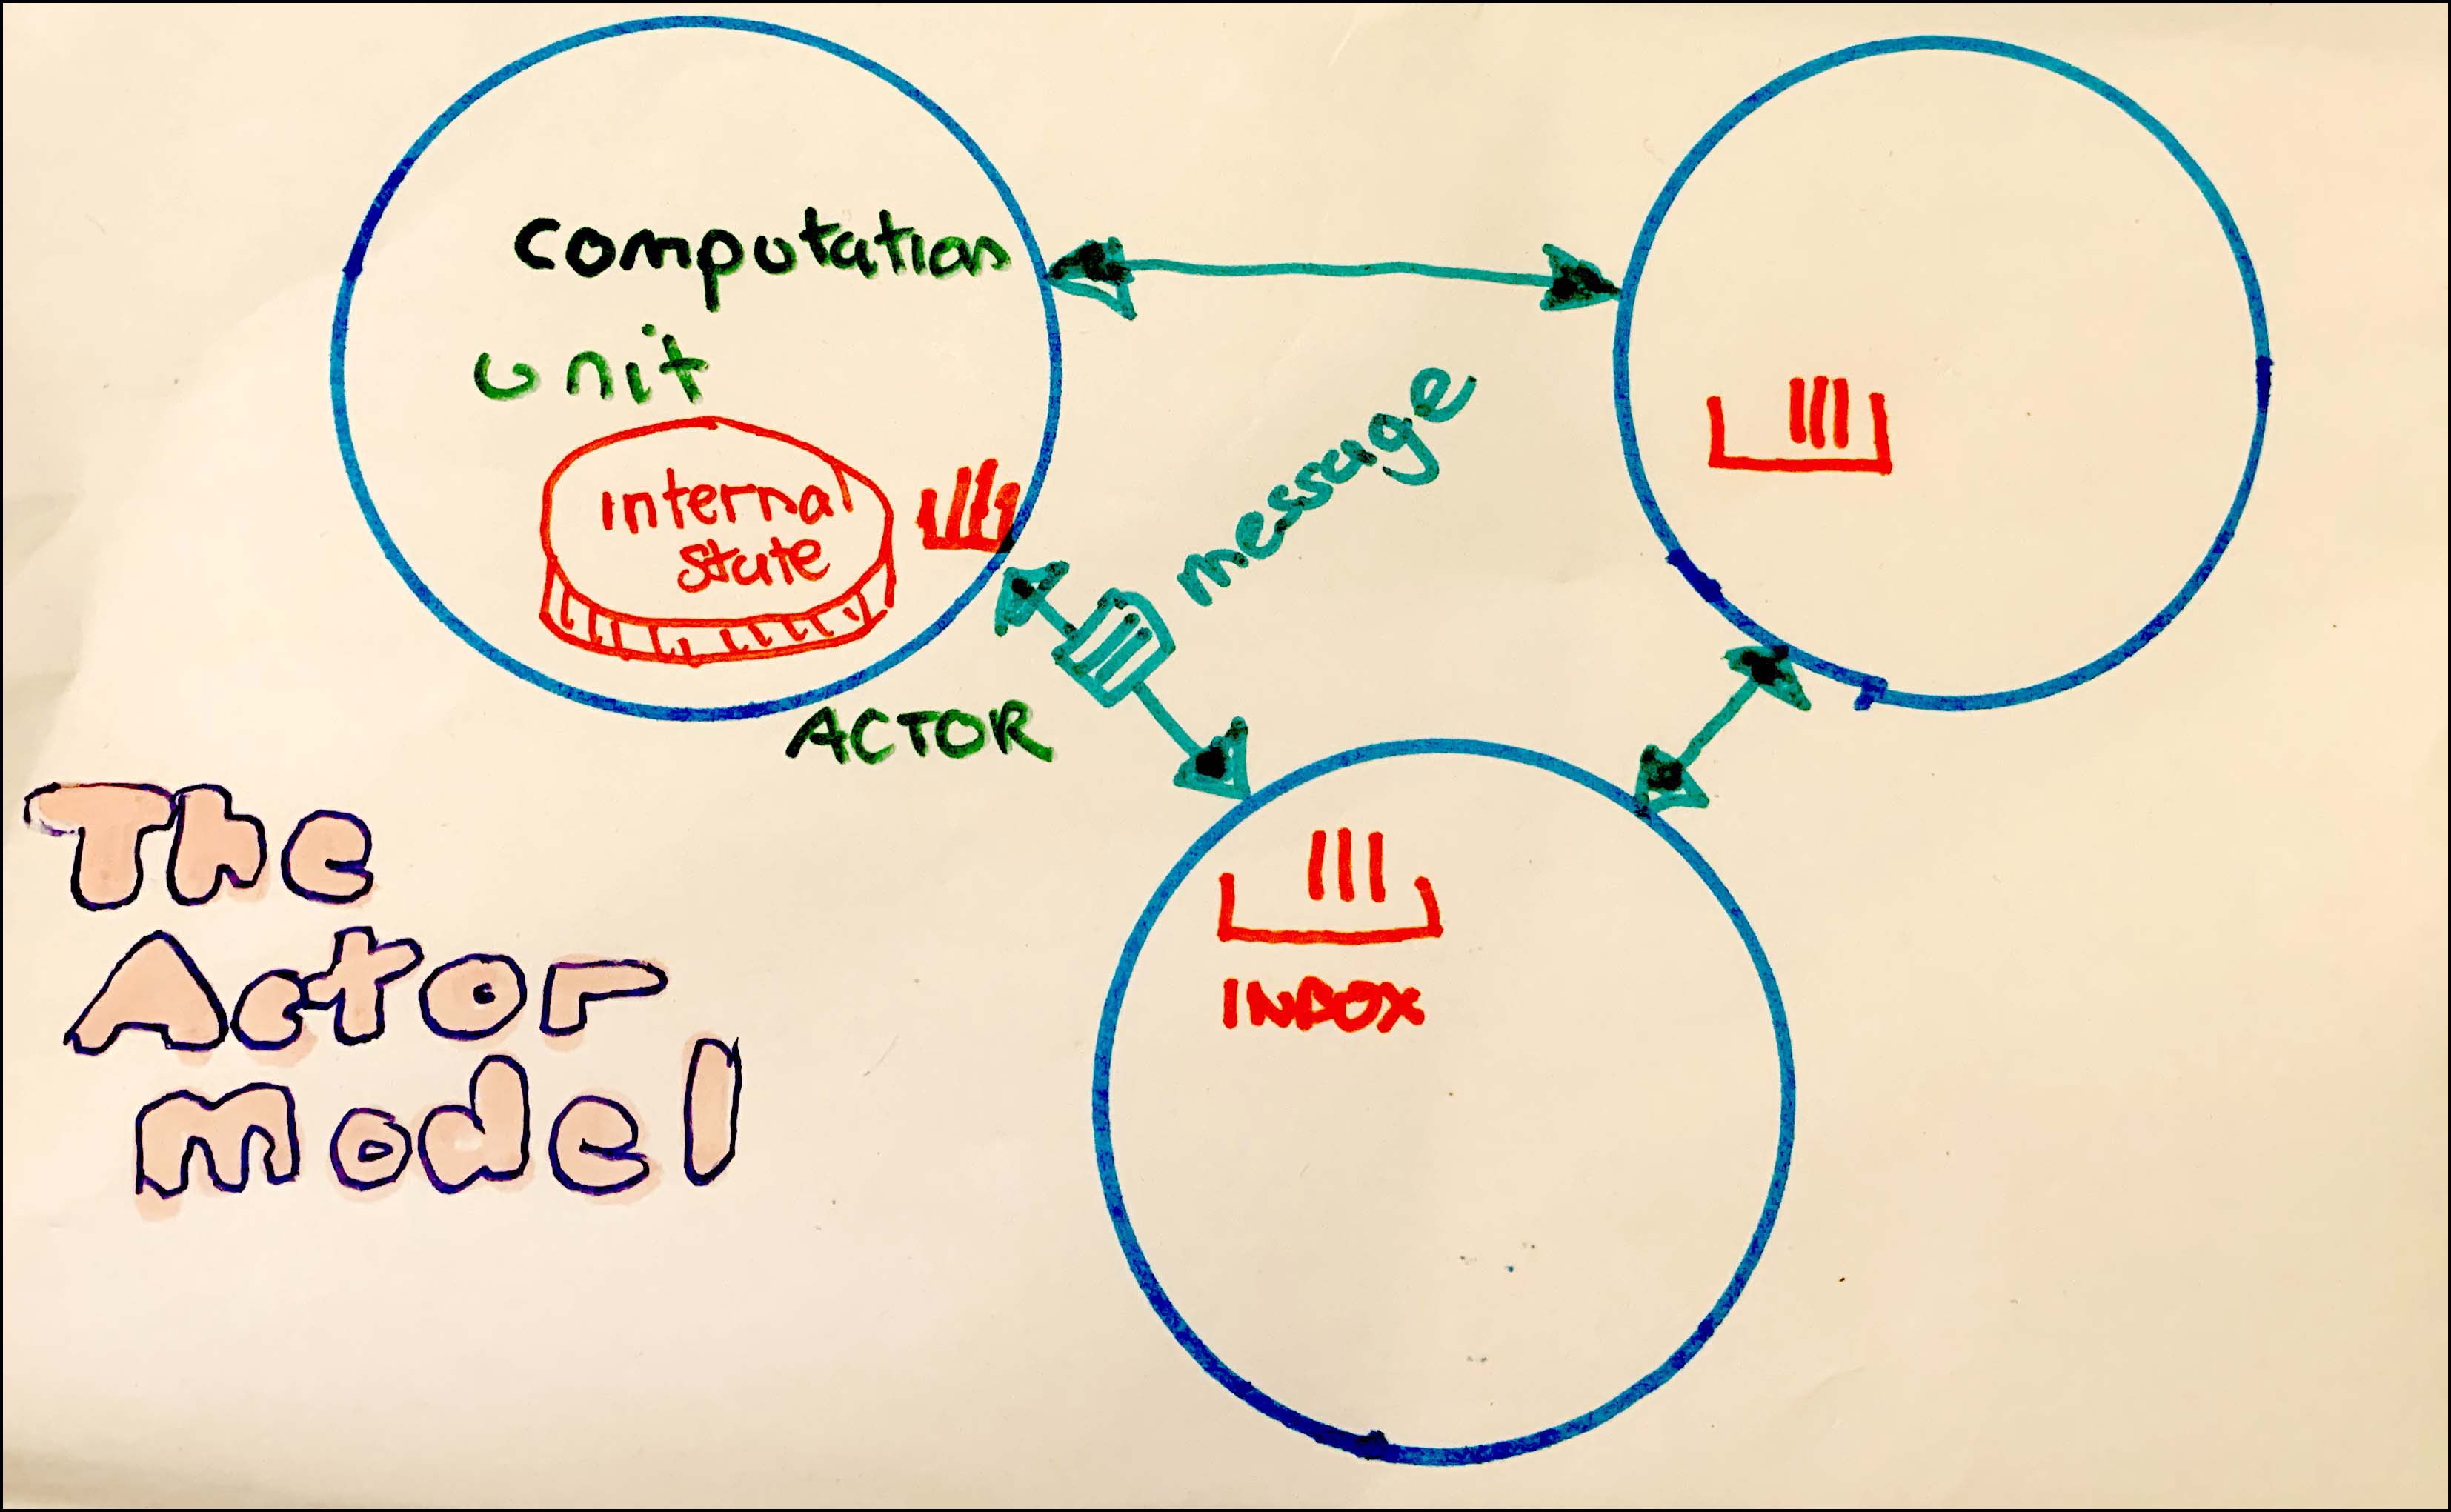 computation
unit
Internal
state
message
ACTOR
INBOX
The
Actor
model